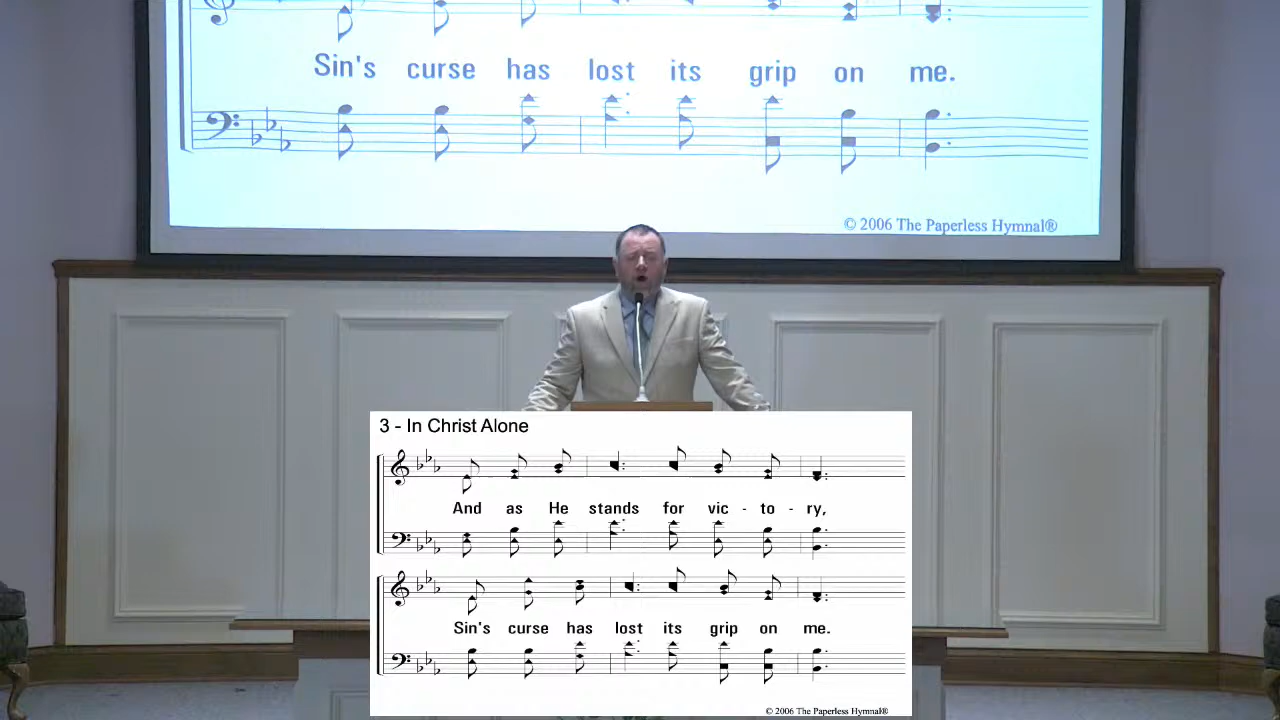 Sin's curse has lost its grip on me.
© 2006 The Paperless Hymnal®
3 - In Christ Alone
And as He stands for vic - to - ry,
Sin's curse has lost its grip on me.
© 2006 The Paperless Hymnal®